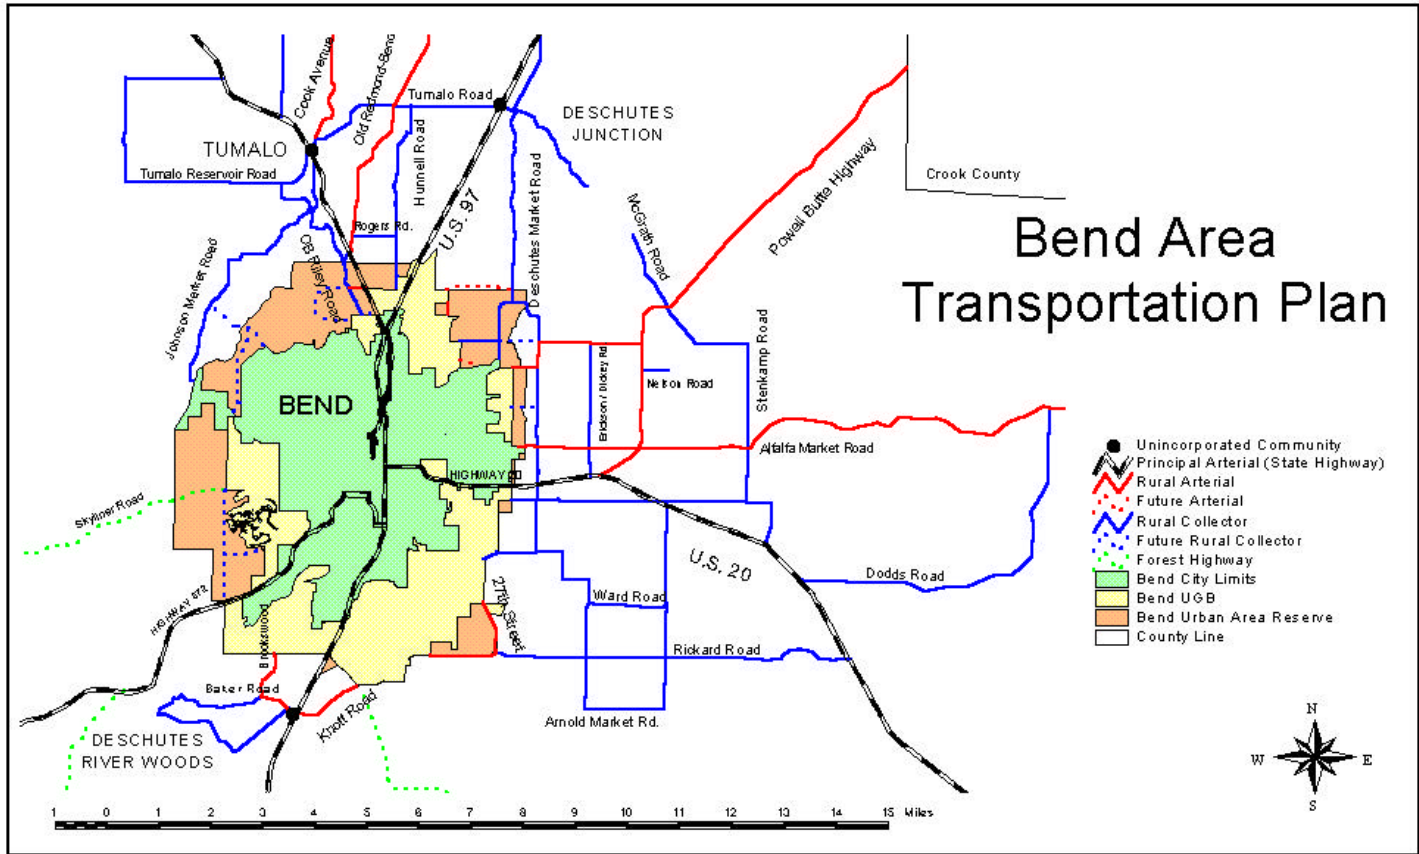 Cook Avenue
Old Redmond-Bend
Tumalo Road
DESCHUTES
JUNCTION
TUMALO
Hunnell Road
Tumalo Reservoir Road
Deschutes Market Road
U.S. 97
McGrath Road
Powell Butte Highway
Crook County
Rogers Rd.
OB Riley Road
Johnson Market Road
Bend Area
Transportation Plan
Stenkamp Road
Erickson / Dickey Rd.
Nelson Road
BEND
Alfalfa Market Road
HIGHWAY 20
Skyliner Road
U.S. 20
Dodds Road
HIGHWAY 372
Brookswood
27th Street
Ward Road
Rickard Road
Baker Road
Knott Road
Arnold Market Rd.
DESCHUTES
RIVER WOODS
Unincorporated Community
Principal Arterial (State Highway)
Rural Arterial
Future Arterial
Rural Collector
Future Rural Collector
Forest Highway
Bend City Limits
Bend UGB
Bend Urban Area Reserve
County Line
N
W E
S
1 0 1 2 3 4 5 6 7 8 9 10 11 12 13 14 15 Miles